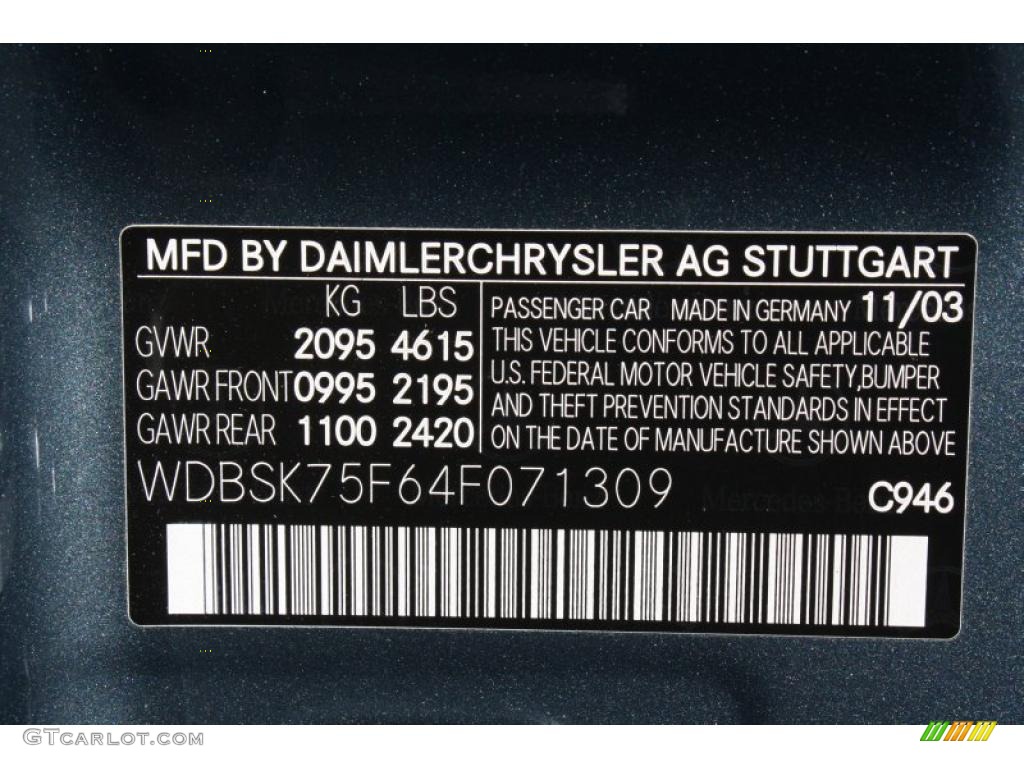 MFD BY DAIMLERCHRYSLER AG STUTTGART
KG LBS
GVWR 2095 4615
GAWR FRONT 0995 2195
GAWR REAR 1100 2420
PASSENGER CAR MADE IN GERMANY 11/03
THIS VEHICLE CONFORMS TO ALL APPLICABLE
U.S. FEDERAL MOTOR VEHICLE SAFETY,BUMPER
AND THEFT PREVENTION STANDARDS IN EFFECT
ON THE DATE OF MANUFACTURE SHOWN ABOVE
WDBSK75F64F071309
C946
GTCARLOT.COM